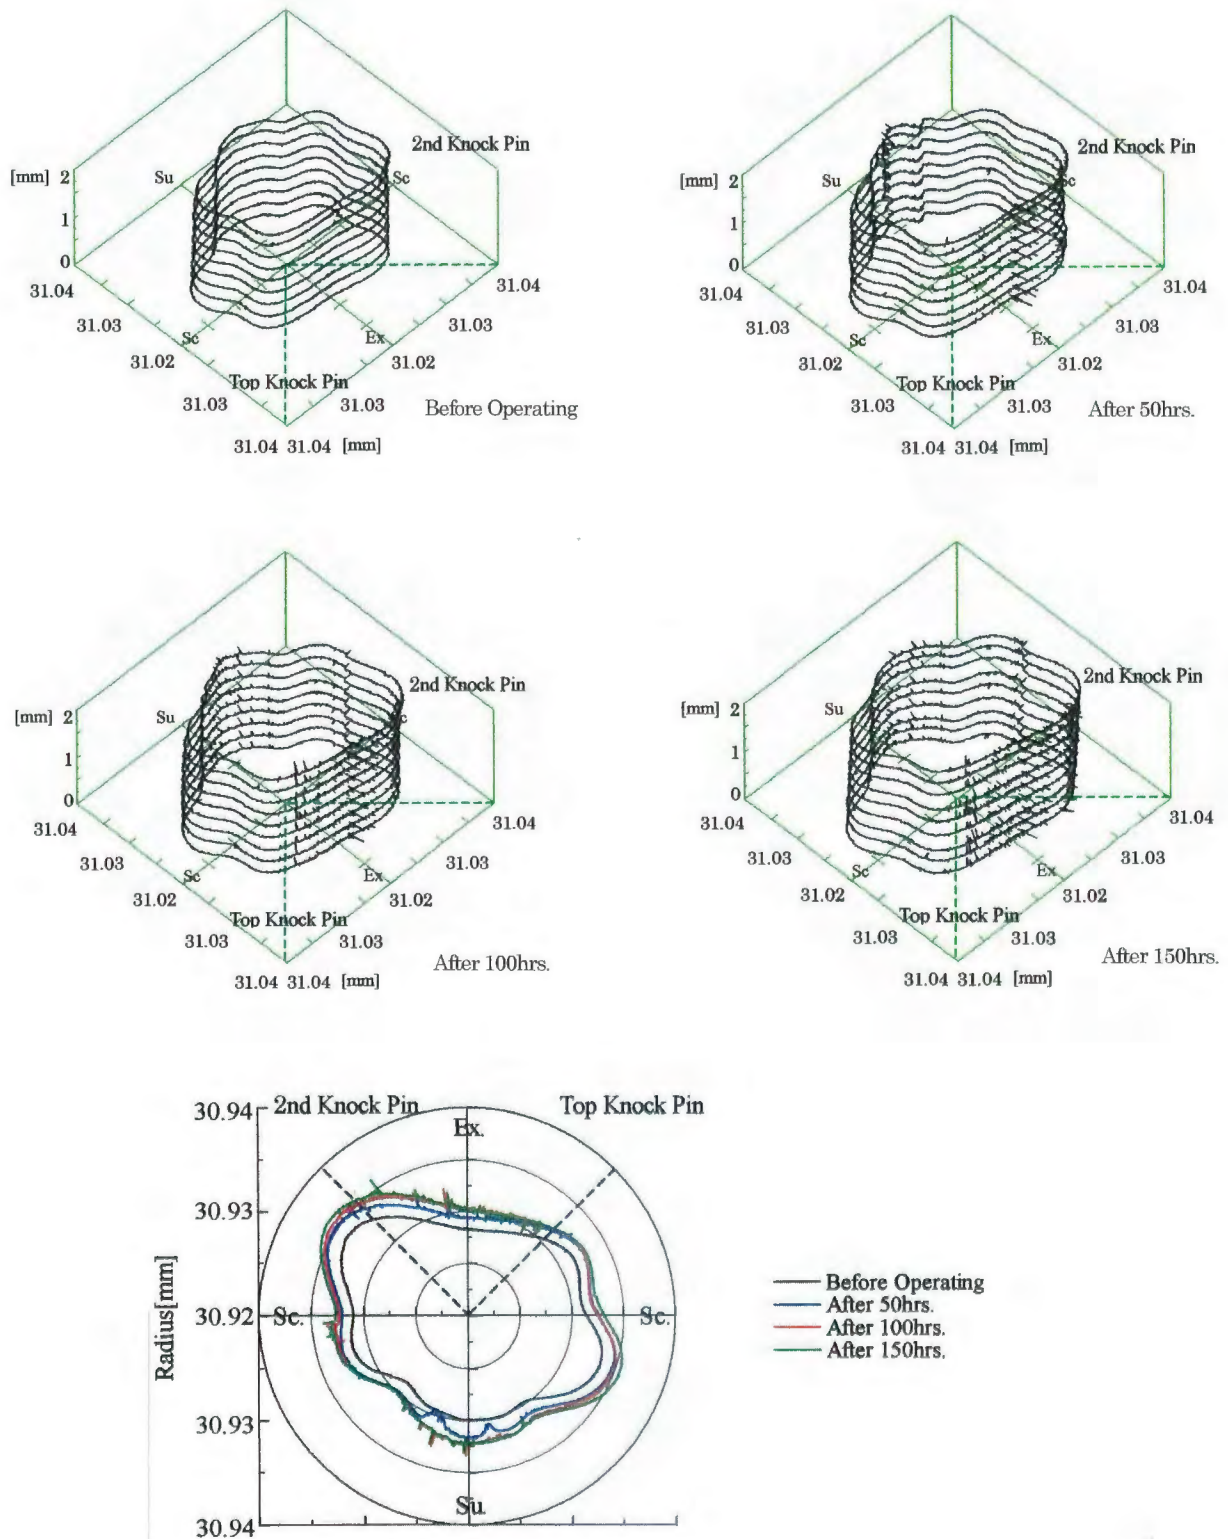 2nd Knock Pin
[mm] 2
1
0
Su
Sc
31.04
31.03
31.02
31.03
Sc
Ex
31.04
31.03
31.02
31.03
Top Knock Pin
31.04 31.04 [mm]
Before Operating
2nd Knock Pin
[mm] 2
1
0
Su
Sc
31.04
31.03
31.02
31.03
Sc
Ex
31.04
31.03
31.02
31.03
Top Knock Pin
31.04 31.04 [mm]
After 50hrs.
2nd Knock Pin
[mm] 2
1
0
Su
31.04
31.03
31.02
31.03
Sc
Ex
31.04
31.03
31.02
31.03
Top Knock Pin
31.04 31.04 [mm]
After 100hrs.
2nd Knock Pin
[mm] 2
1
0
Su
Sc
31.04
31.03
31.02
31.03
Sc
Ex
31.04
31.03
31.02
31.03
Top Knock Pin
31.04 31.04 [mm]
After 150hrs.
30.94
2nd Knock Pin
Top Knock Pin
Ex.
30.93
Radius[mm]
30.92
Sc.
Sc.
30.93
Su.
30.94
Before Operating
After 50hrs.
After 100hrs.
After 150hrs.